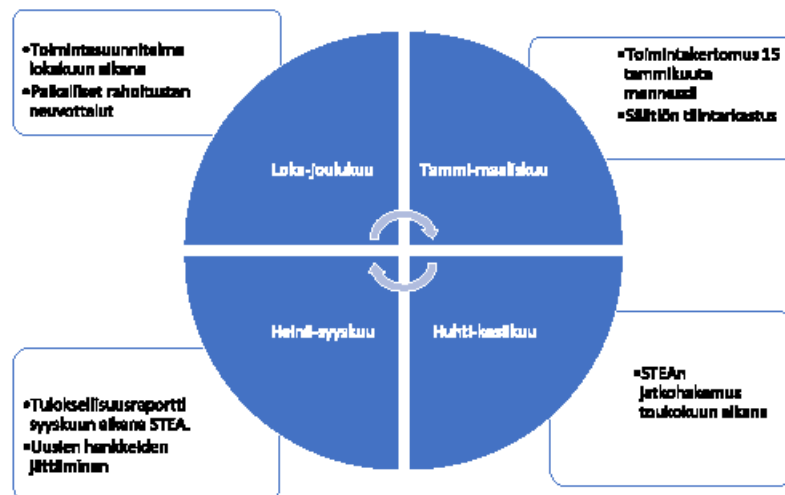 •Toimintasuunnitelma
lokakuun aikana
•Paikalliset rahoitusten
neuvottelut
•Toimintakertomus 15
tammikuuta
mennessä
•Säätiön tilintarkastus
Loka-joulukuu
Tammi-maaliskuu
Heinä-syyskuu
Huhti-kesäkuu
•Tuloksellisuusraportti
syyskuun aikana STEA.
•Uusien hankkeiden
jättäminen
•STEAn
jatkohakemus
toukokuun aikana